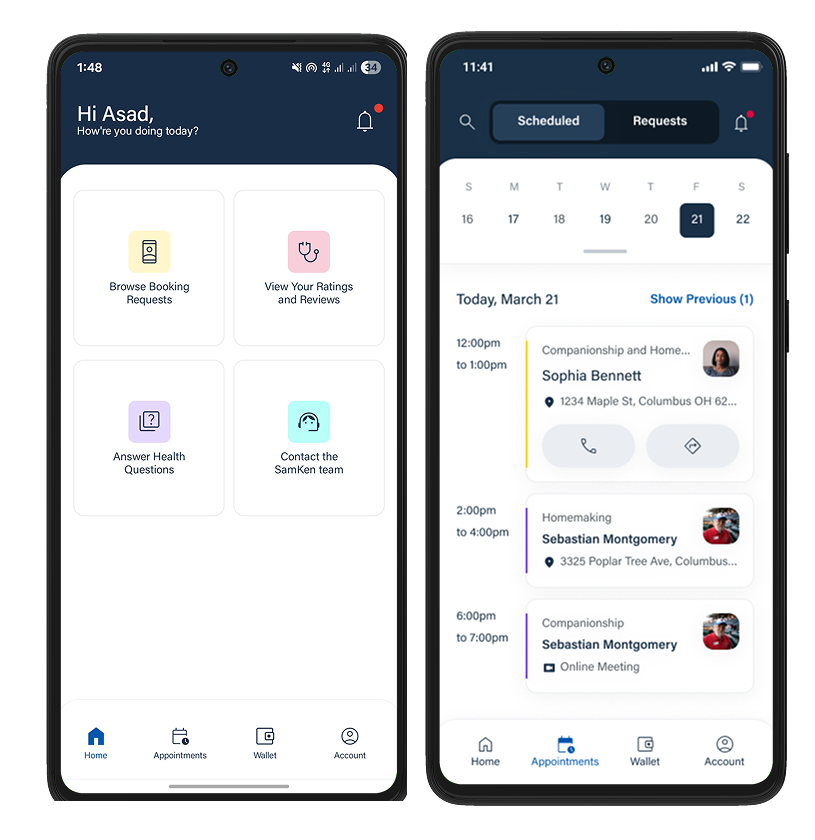 1:48
4G
34
Hi Asad,
How're you doing today?
Browse Booking
Requests
View Your Ratings
and Reviews
?
Answer Health
Questions
Contact the
SamKen team
Home
Appointments
Wallet
Account
11:41
Scheduled
Requests
S M T W T F S
16 17 18 19 20 21 22
Today, March 21
Show Previous (1)
12:00pm
to 1:00pm
Companionship and Home...
Sophia Bennett
1234 Maple St, Columbus OH 62...
2:00pm
to 4:00pm
Homemaking
Sebastian Montgomery
3325 Poplar Tree Ave, Columbus...
6:00pm
to 7:00pm
Companionship
Sebastian Montgomery
Online Meeting
Home
Appointments
Wallet
Account